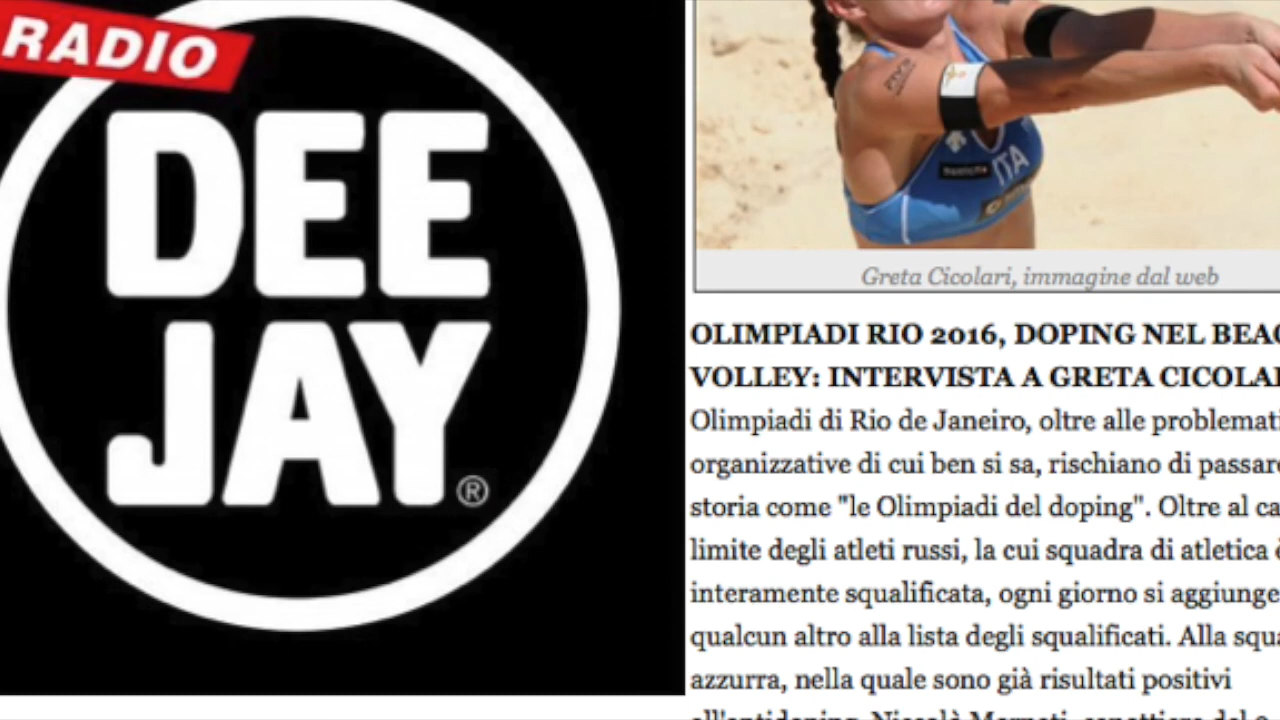 RADIO
DEE
JAY
®
ITA
Greta Cicolari, immagine dal web
OLIMPIADI RIO 2016, DOPING NEL BEAC
VOLLEY: INTERVISTA A GRETA CICOLAR
Olimpiadi di Rio de Janeiro, oltre alle problemati
organizzative di cui ben si sa, rischiano di passare
storia come "le Olimpiadi del doping". Oltre al ca
limite degli atleti russi, la cui squadra di atletica è
interamente squalificata, ogni giorno si aggiunge
qualcun altro alla lista degli squalificati. Alla squa
azzurra, nella quale sono già risultati positivi